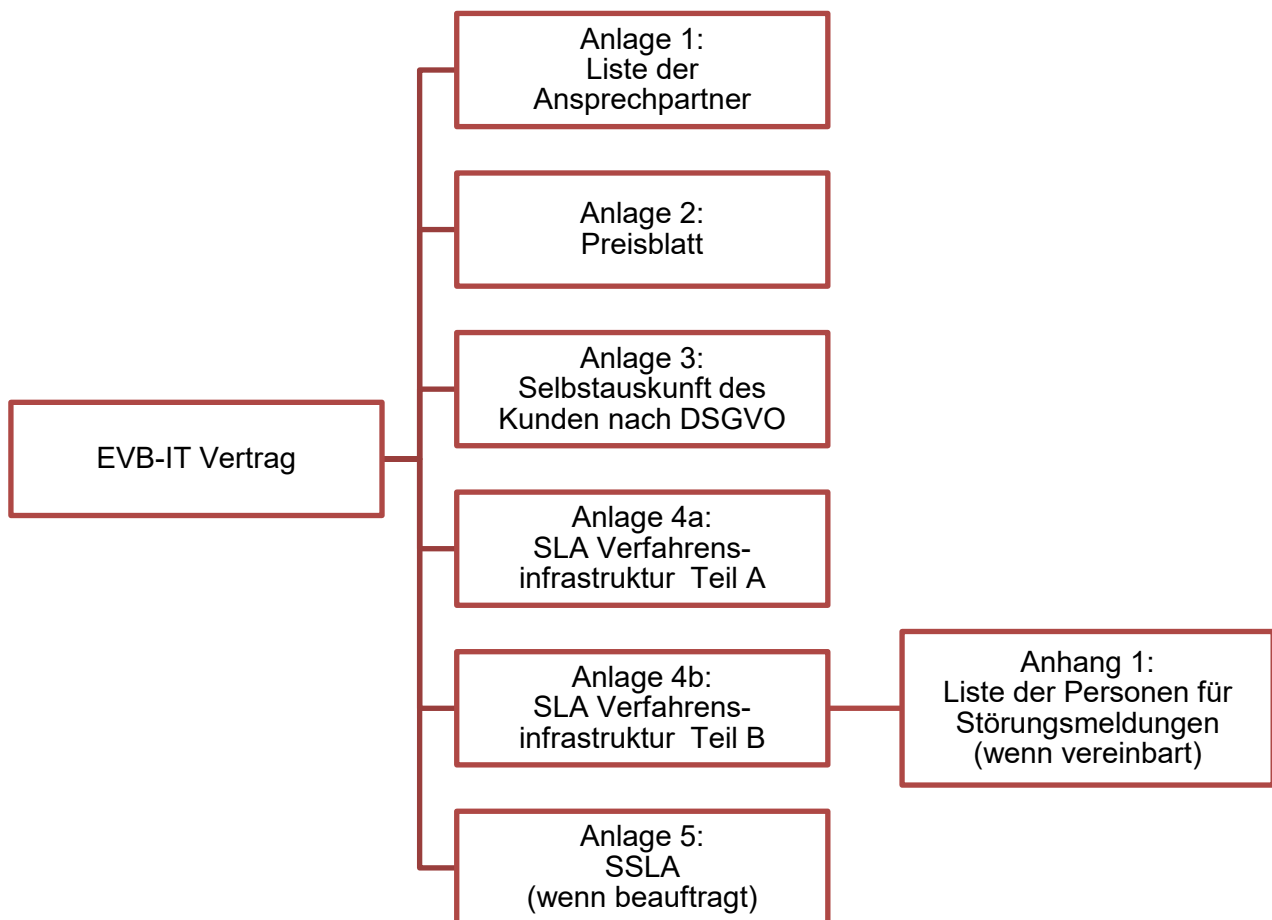 Anlage 1:
Liste der
Ansprechpartner
Anlage 2:
Preisblatt
Anlage 3:
Selbstauskunft des
Kunden nach DSGVO
EVB-IT Vertrag
Anlage 4a:
SLA Verfahrens-
infrastruktur Teil A
Anlage 4b:
SLA Verfahrens-
infrastruktur Teil B
Anhang 1:
Liste der Personen für
Störungsmeldungen
(wenn vereinbart)
Anlage 5:
SSLA
(wenn beauftragt)